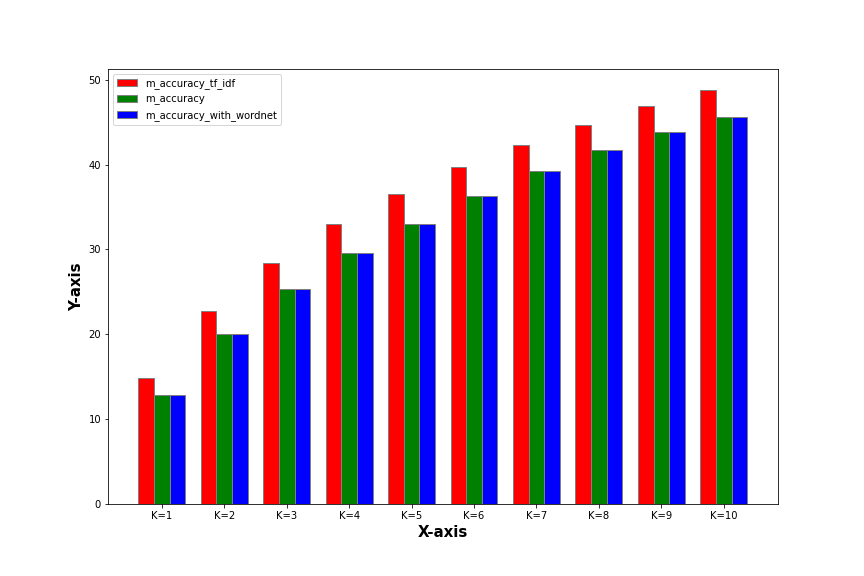 m_accuracy_tf_idf
m_accuracy
m_accuracy_with_wordnet
50
40
30
20
10
0
Y-axis
K=1 K=2 K=3 K=4 K=5 K=6 K=7 K=8 K=9 K=10
X-axis